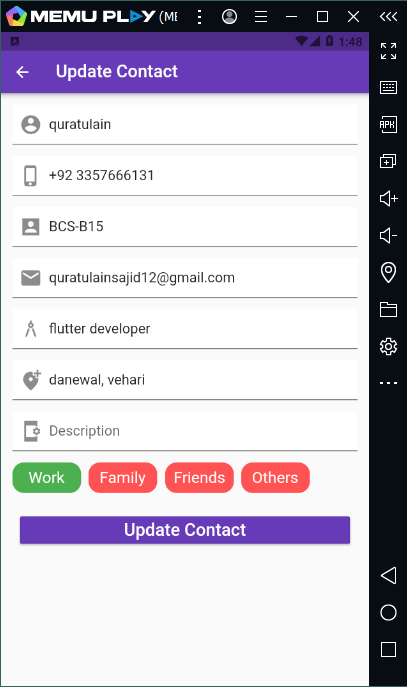 MEMU PLAY (ME
1:48
Update Contact
quratulain
+92 3357666131
BCS-B15
quratulainsajid12@gmail.com
flutter developer
danewal, vehari
Description
Work Family Friends Others
Update Contact
APK